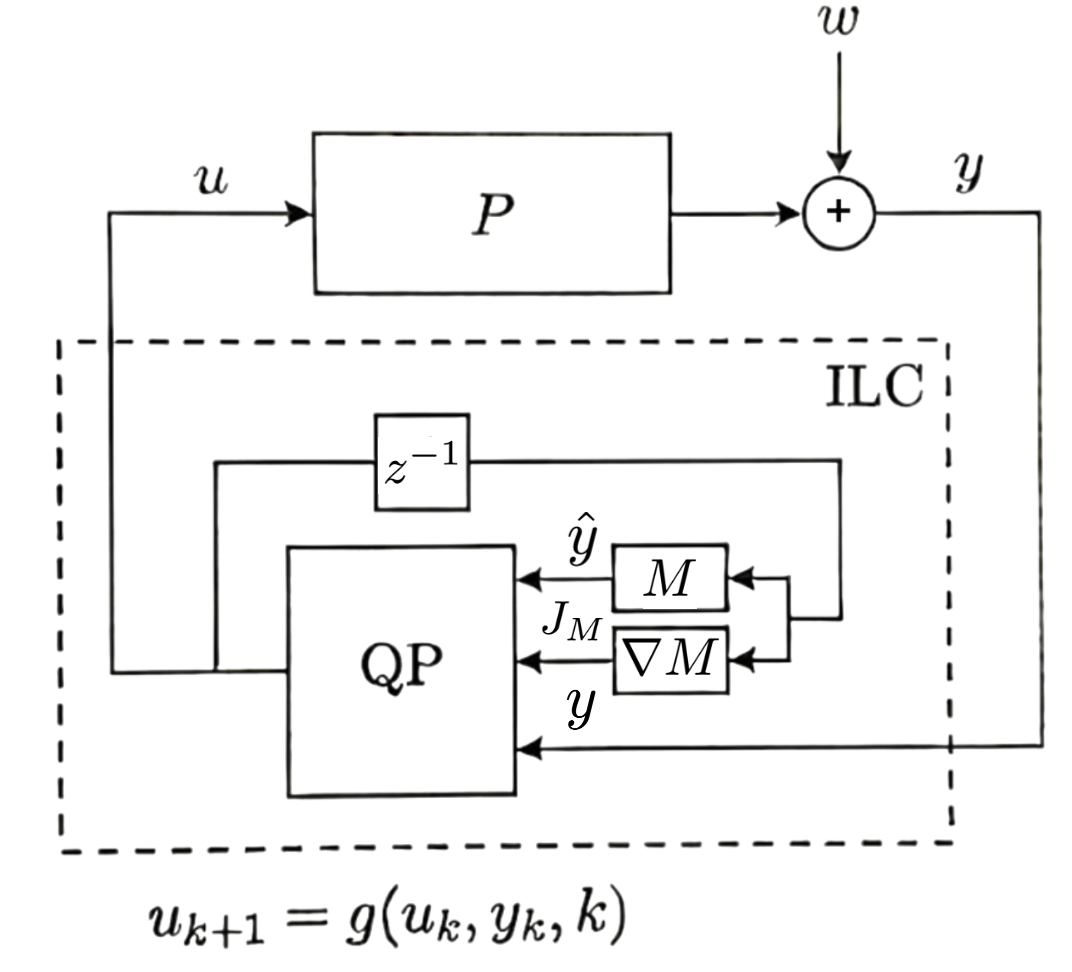 w
u
P
+
y
ILC
z^{-1}
ŷ
M
J_M
∇M
QP
y
u_{k+1} = g(u_k, y_k, k)